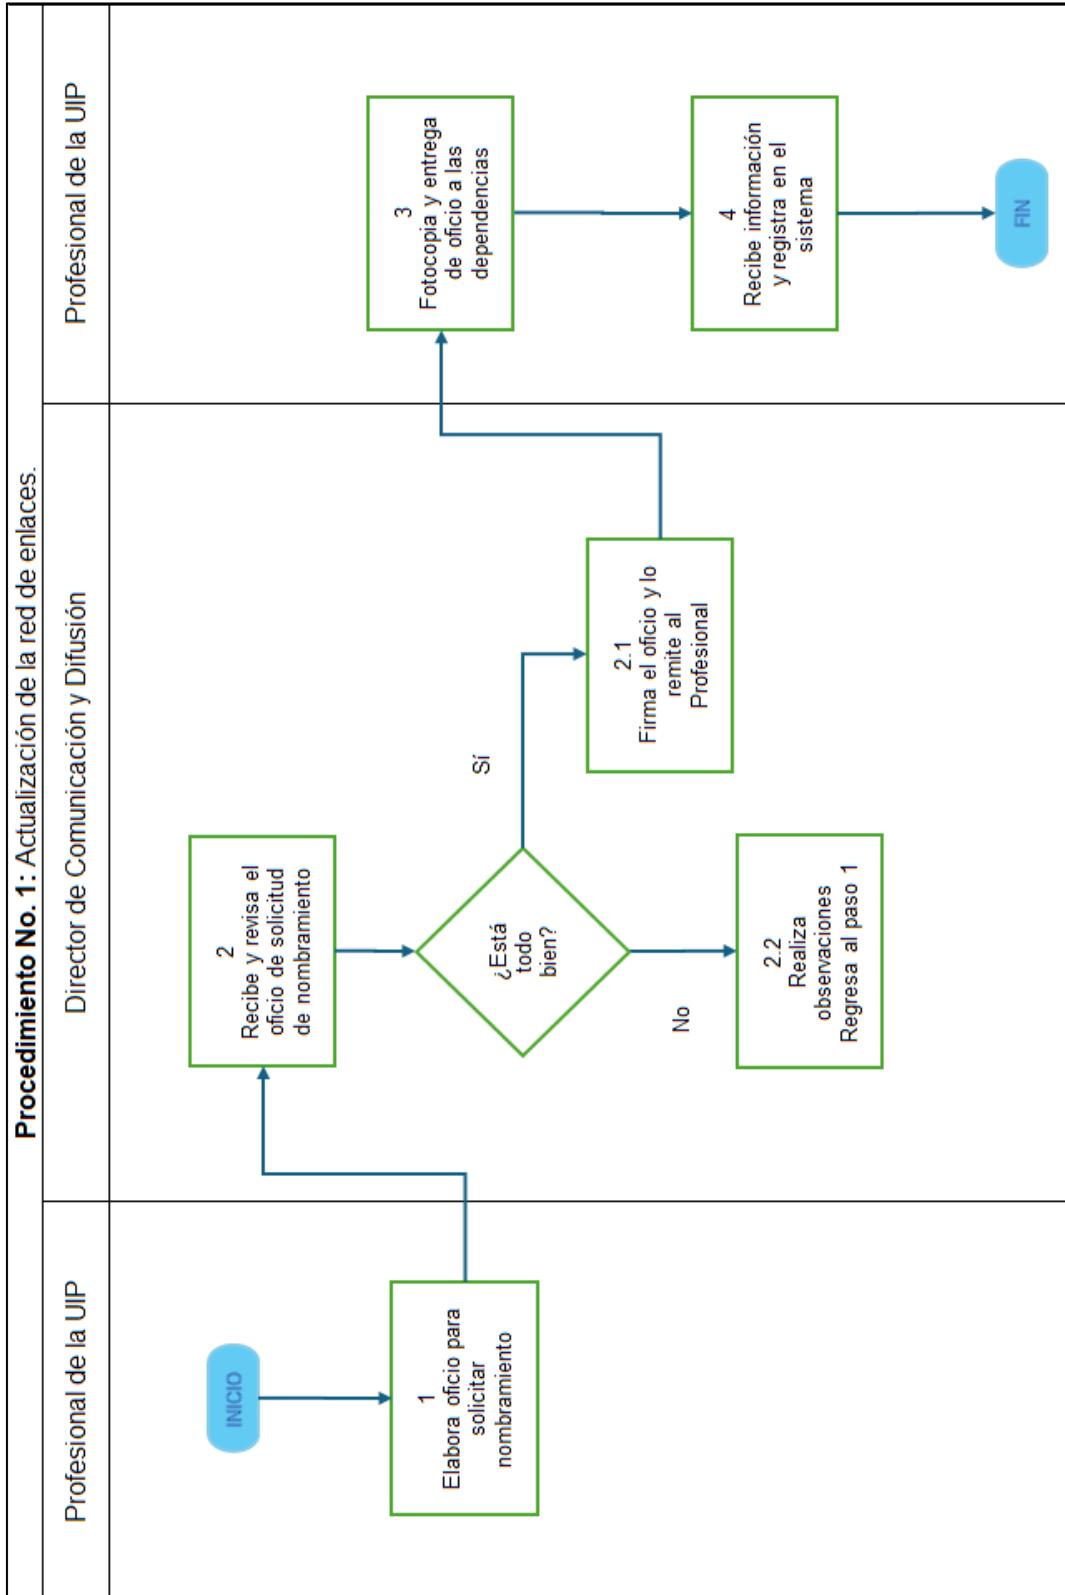 Procedimiento No. 1: Actualización de la red de enlaces.
Profesional de la UIP
Director de Comunicación y Difusión
Profesional de la UIP
INICIO
1
Elabora oficio para
solicitar
nombramiento
2
Recibe y revisa el
oficio de solicitud
de nombramiento
¿Está
todo
bien?
Sí
No
2.1
Firma el oficio y lo
remite al
Profesional
2.2
Realiza
observaciones
Regresa al paso 1
3
Fotocopia y entrega
de oficio a las
dependencias
4
Recibe información
y registra en el
sistema
FIN